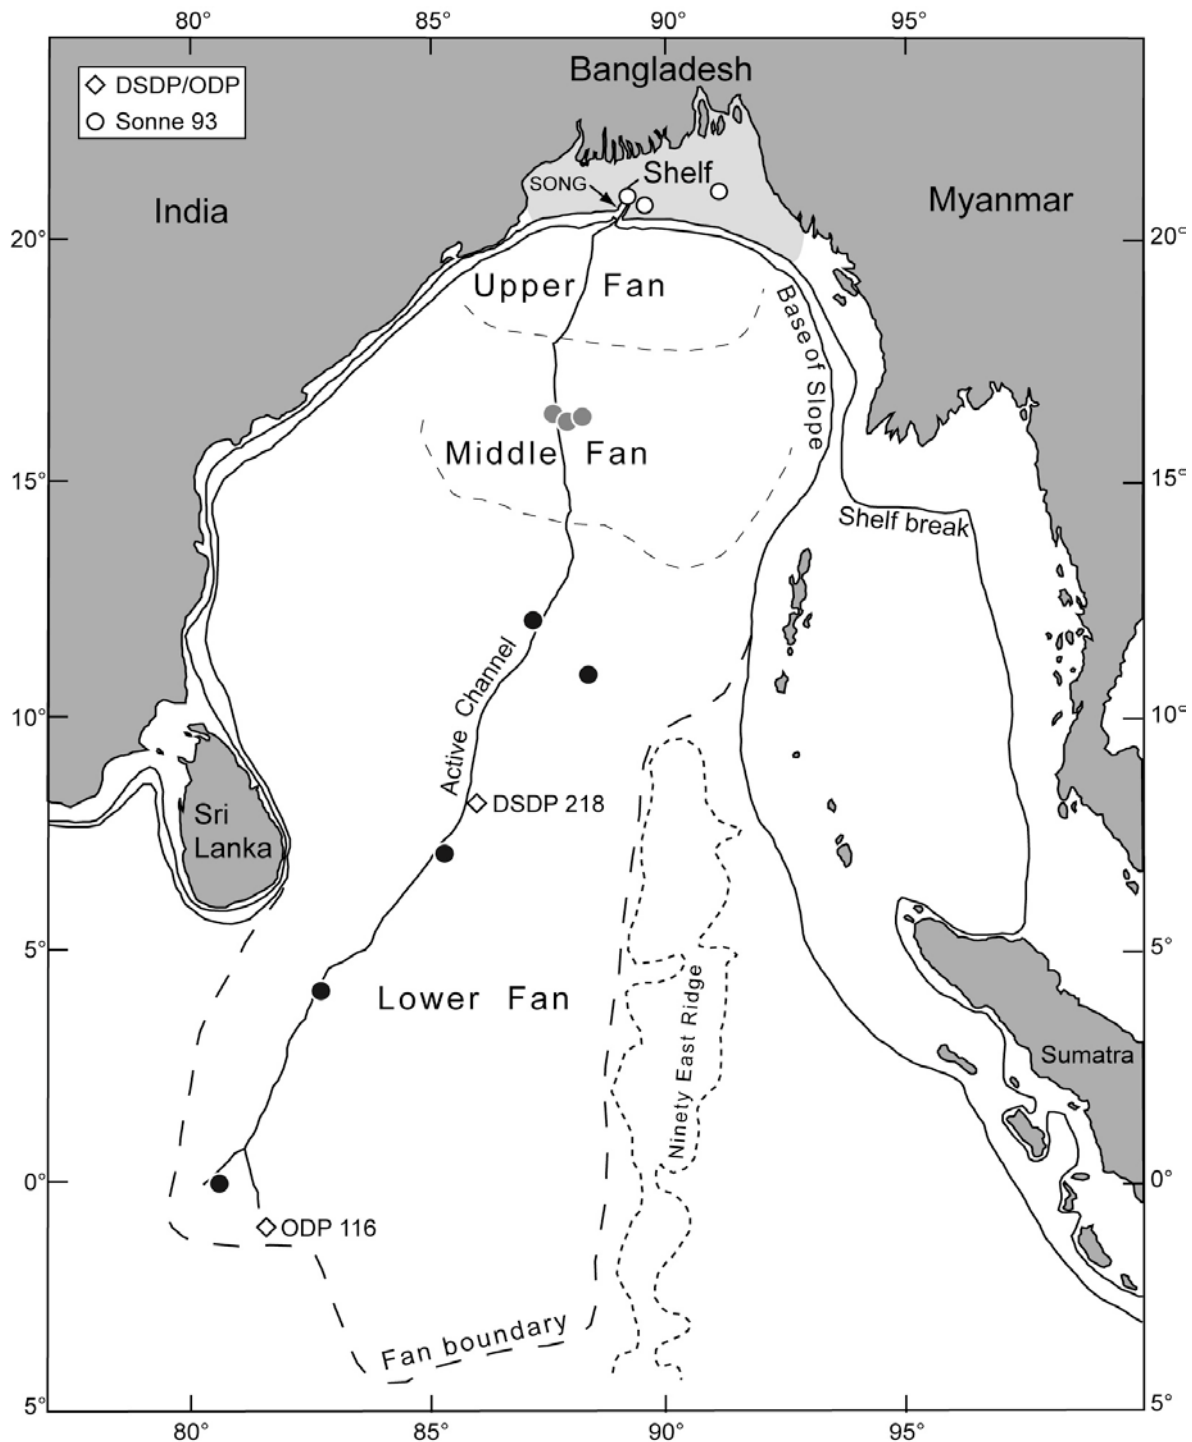 80°
85°
90°
95°
DSDP/ODP
Sonne 93
Bangladesh
India
SONG
Shelf
Myanmar
20°
20°
Upper Fan
Base of Slope
Middle Fan
15°
15°
Shelf break
Active Channel
10°
10°
DSDP 218
Sri
Lanka
5°
5°
Lower Fan
Ninety East Ridge
Sumatra
0°
0°
ODP 116
Fan boundary
5°
5°
80°
85°
90°
95°